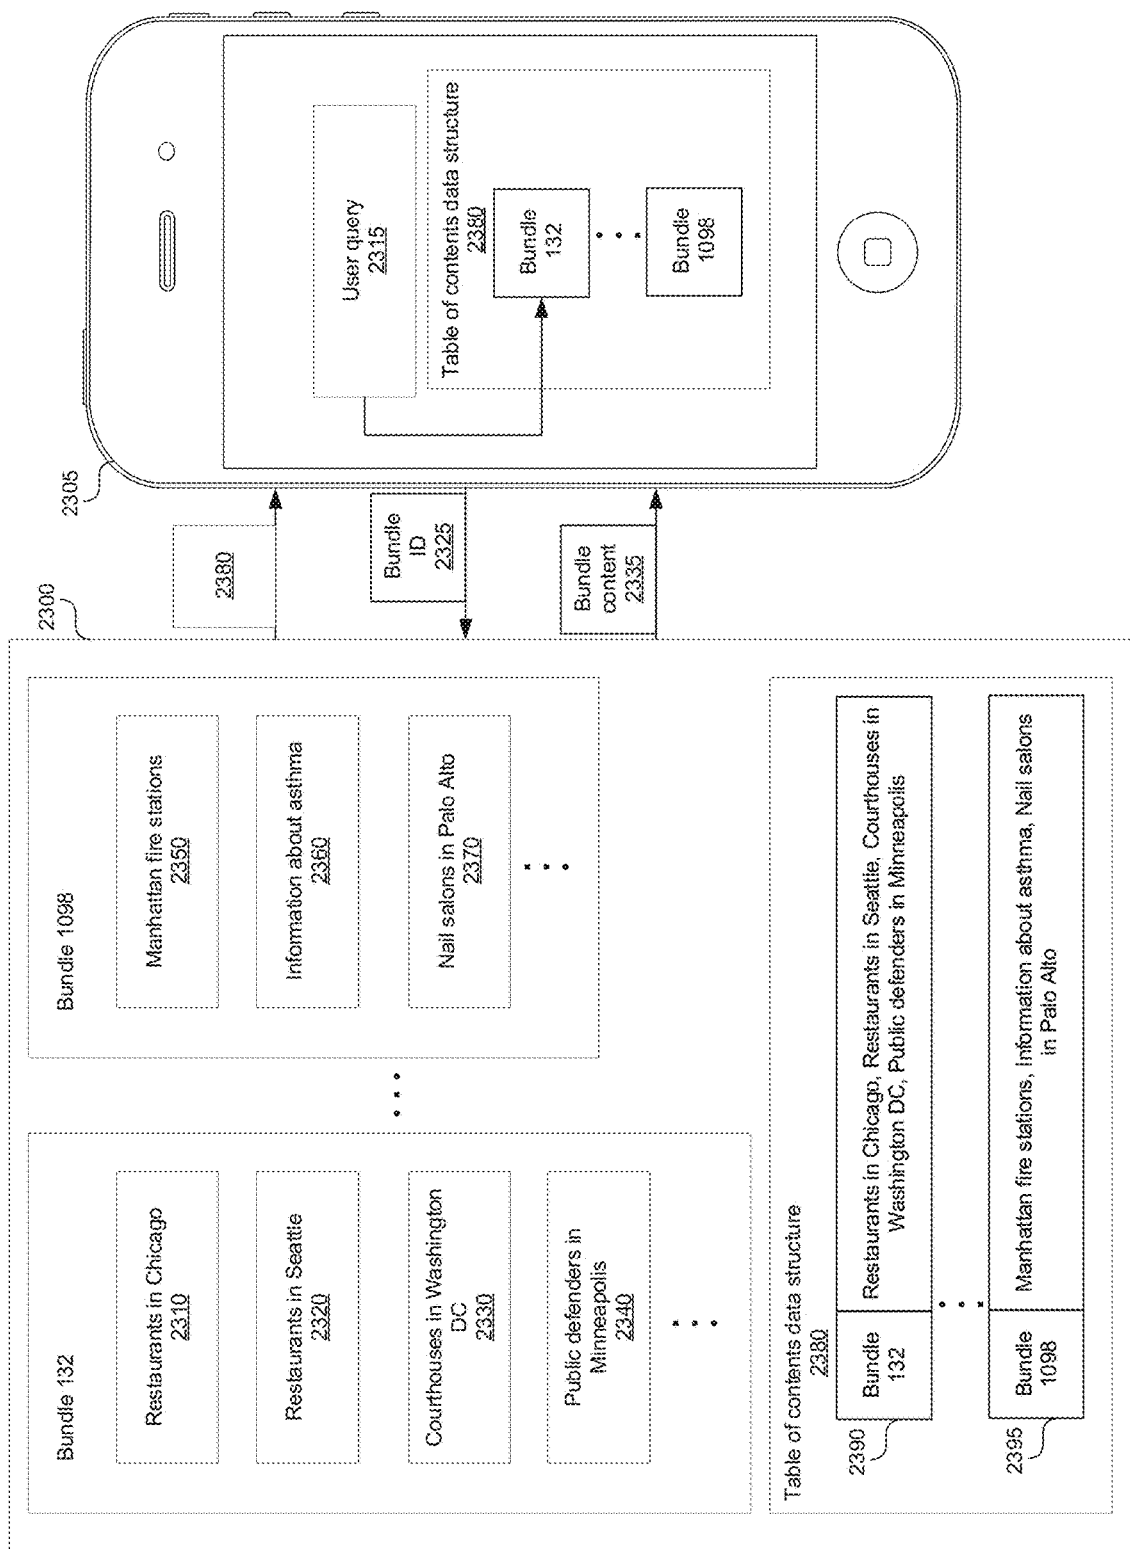 2300
Bundle 132
Restaurants in Chicago
2310
Restaurants in Seattle
2320
Courthouses in Washington
DC
2330
Public defenders in
Minneapolis
2340
Bundle 1098
Manhattan fire stations
2350
Information about asthma
2360
Nail salons in Palo Alto
2370
Table of contents data structure
2380
2390
Bundle
132
Restaurants in Chicago, Restaurants in Seattle, Courthouses in
Washington DC, Public defenders in Minneapolis
2395
Bundle
1098
Manhattan fire stations, Information about asthma, Nail salons
in Palo Alto
2380
Bundle
ID
2325
Bundle
content
2335
2305
User query
2315
Table of contents data structure
2380
Bundle
132
Bundle
1098